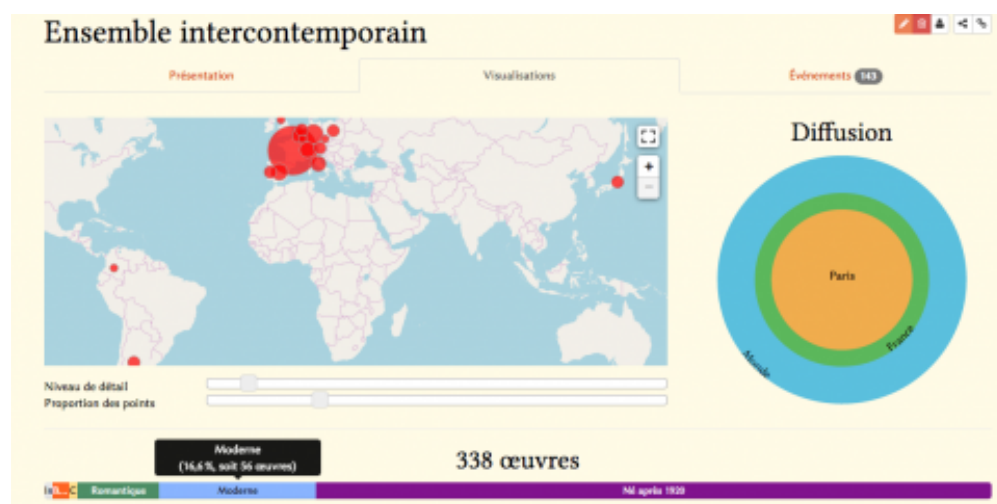 Ensemble intercontemporain
Présentation
Visualisations
Événements 143
+
−
Diffusion
Paris
France
Monde
Niveau de détail
Proportion des points
Moderne
(16,6 %, soit 56 œuvres)
338 œuvres
C Romantique Moderne Né après 1920